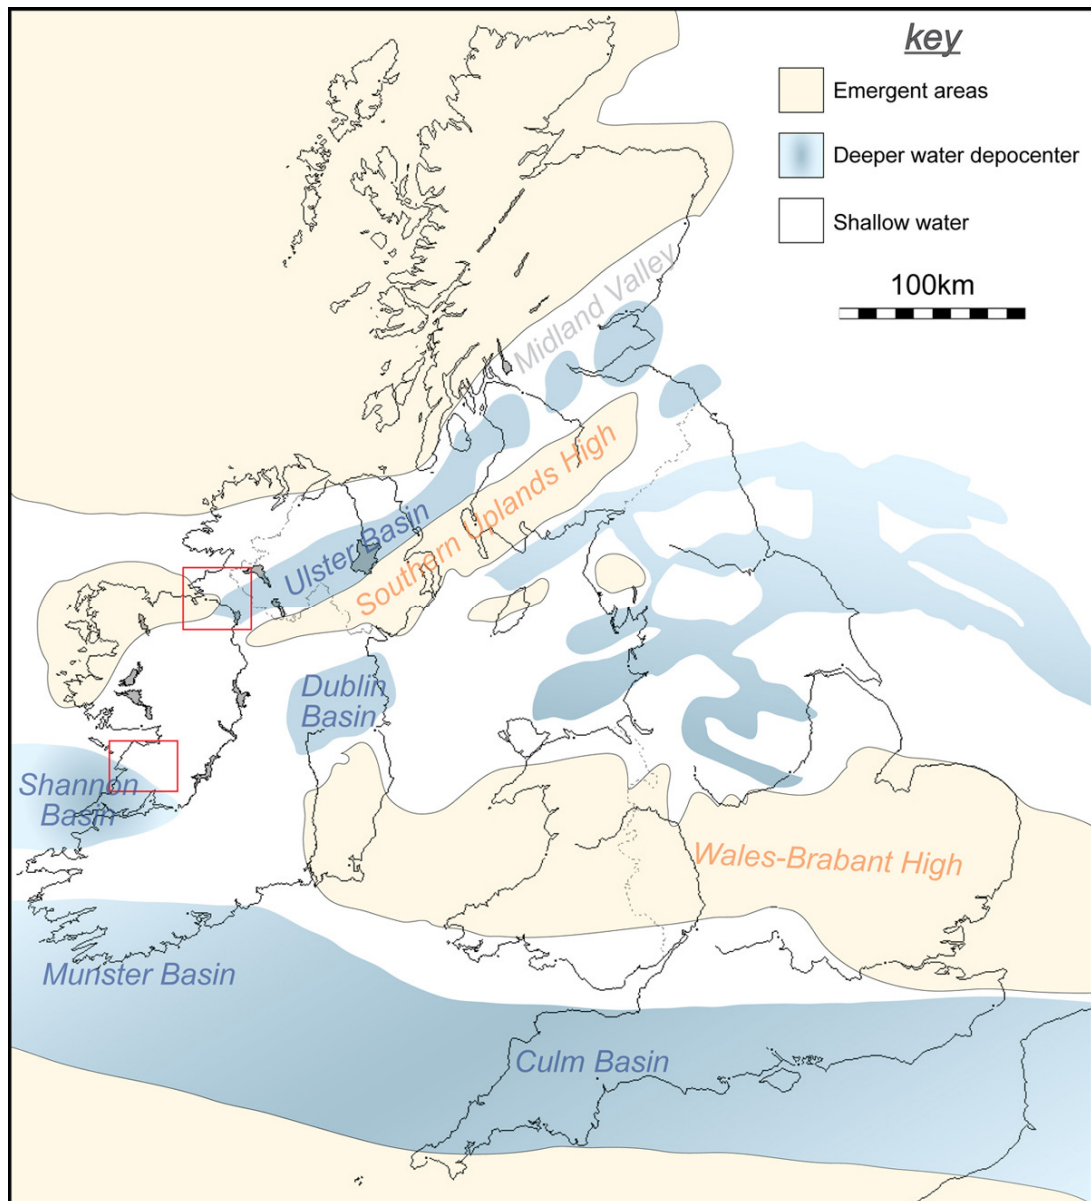 key
Emergent areas
Deeper water depocenter
Shallow water
100km
Midland Valley
Southern Uplands High
Ulster Basin
Dublin
Basin
Shannon
Basin
Wales-Brabant High
Munster Basin
Culm Basin